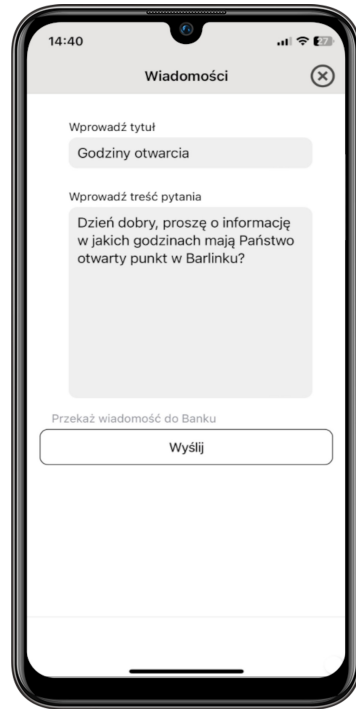 14:40
27
Wiadomości
Wprowadź tytuł
Godziny otwarcia
Wprowadź treść pytania
Dzień dobry, proszę o informację
w jakich godzinach mają Państwo
otwarty punkt w Barlinku?
Przekaż wiadomość do Banku
Wyślij